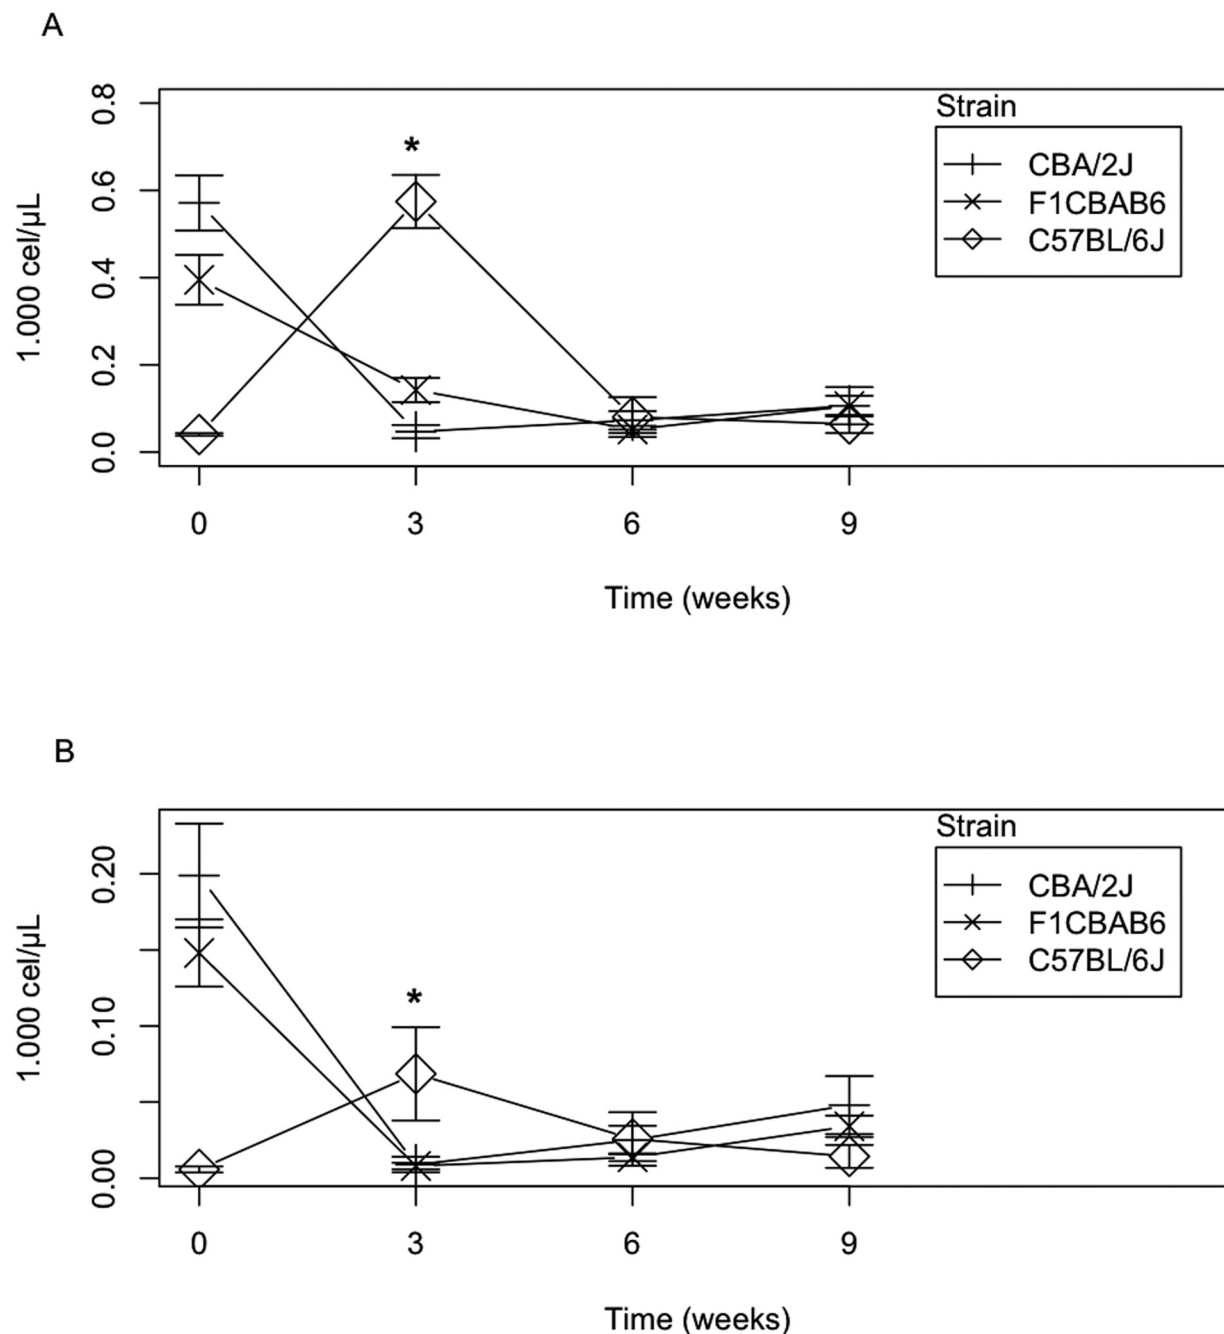 A
0.8
0.6
0.4
0.2
0.0
1.000 cel/µL
*
Strain
CBA/2J
F1CBAB6
C57BL/6J
0 3 6 9
Time (weeks)
B
0.20
0.10
0.00
1.000 cel/µL
*
Strain
CBA/2J
F1CBAB6
C57BL/6J
0 3 6 9
Time (weeks)